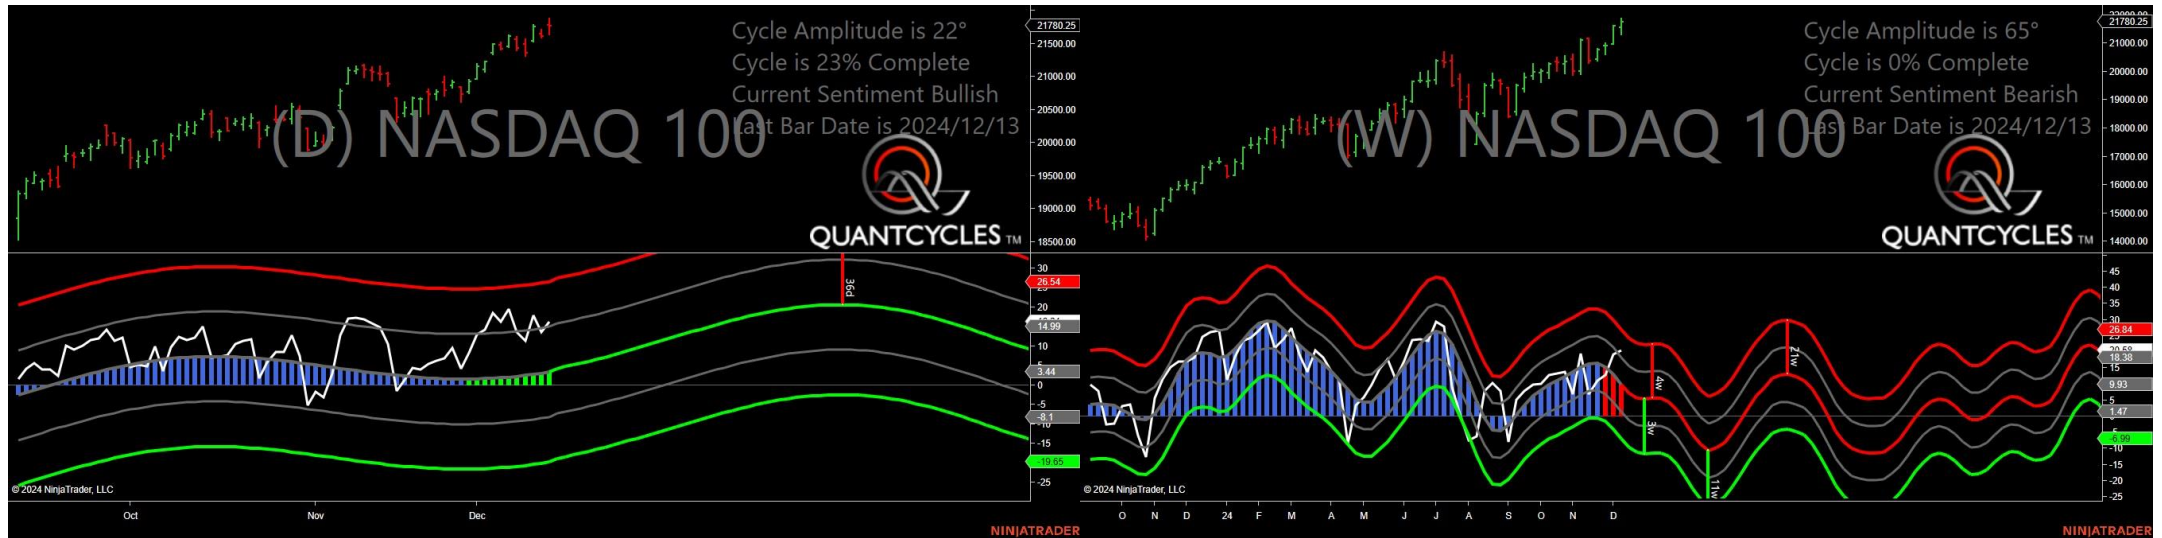 Cycle Amplitude is 22°
Cycle is 23% Complete
Current Sentiment Bullish
Last Bar Date is 2024/12/13
(D) NASDAQ 100
QUANTCYCLES TM
21780.25
21500.00
21000.00
20500.00
20000.00
19500.00
19000.00
18500.00
30
26.54
20
14.99
10
5
3.44
0
-5
-8.1
-10
-15
-19.65
-25
36d
© 2024 NinjaTrader, LLC
Oct Nov Dec
NINJATRADER
Cycle Amplitude is 65°
Cycle is 0% Complete
Current Sentiment Bearish
Last Bar Date is 2024/12/13
(W) NASDAQ 100
QUANTCYCLES TM
21780.25
21000.00
20000.00
19000.00
18000.00
17000.00
16000.00
15000.00
14000.00
45
40
35
30
26.84
25
18.38
15
9.93
5
1.47
-6.99
-10
-15
-20
-25
4w
3w
11w
21w
© 2024 NinjaTrader, LLC
O N D 24 F M A M J J A S O N D
NINJATRADER